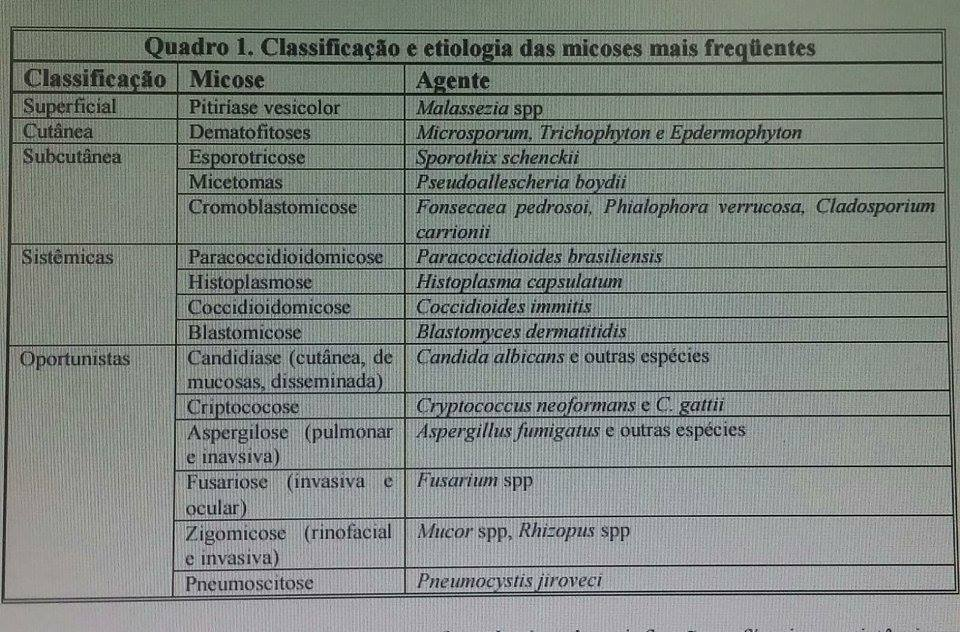 Quadro 1. Classificação e etiologia das micoses mais freqüentes
Classificação Micose Agente
Superficial Pitiríase vesicolor Malassezia spp
Cutânea Dematofitoses Microsporum, Trichophyton e Epdermophyton
Subcutânea Esporotricose Sporothix schenckii
Micetomas Pseudoallescheria boydii
Cromoblastomicose Fonsecaea pedrosoi, Phialophora verrucosa, Cladosporium
carrionii
Sistêmicas Paracoccidioidomicose Paracoccidioides brasiliensis
Histoplasmose Histoplasma capsulatum
Coccidioidomicose Coccidioides immitis
Blastomicose Blastomyces dermatitidis
Oportunistas Candidíase (cutânea, de Candida albicans e outras espécies
mucosas, disseminada)
Criptococose Cryptococcus neoformans e C. gattii
Aspergilose (pulmonar Aspergillus fumigatus e outras espécies
e inavsiva)
Fusariose (invasiva e Fusarium spp
ocular)
Zigomicose (rinofacial Mucor spp, Rhizopus spp
e invasiva)
Pneumoscitose Pneumocystis jiroveci